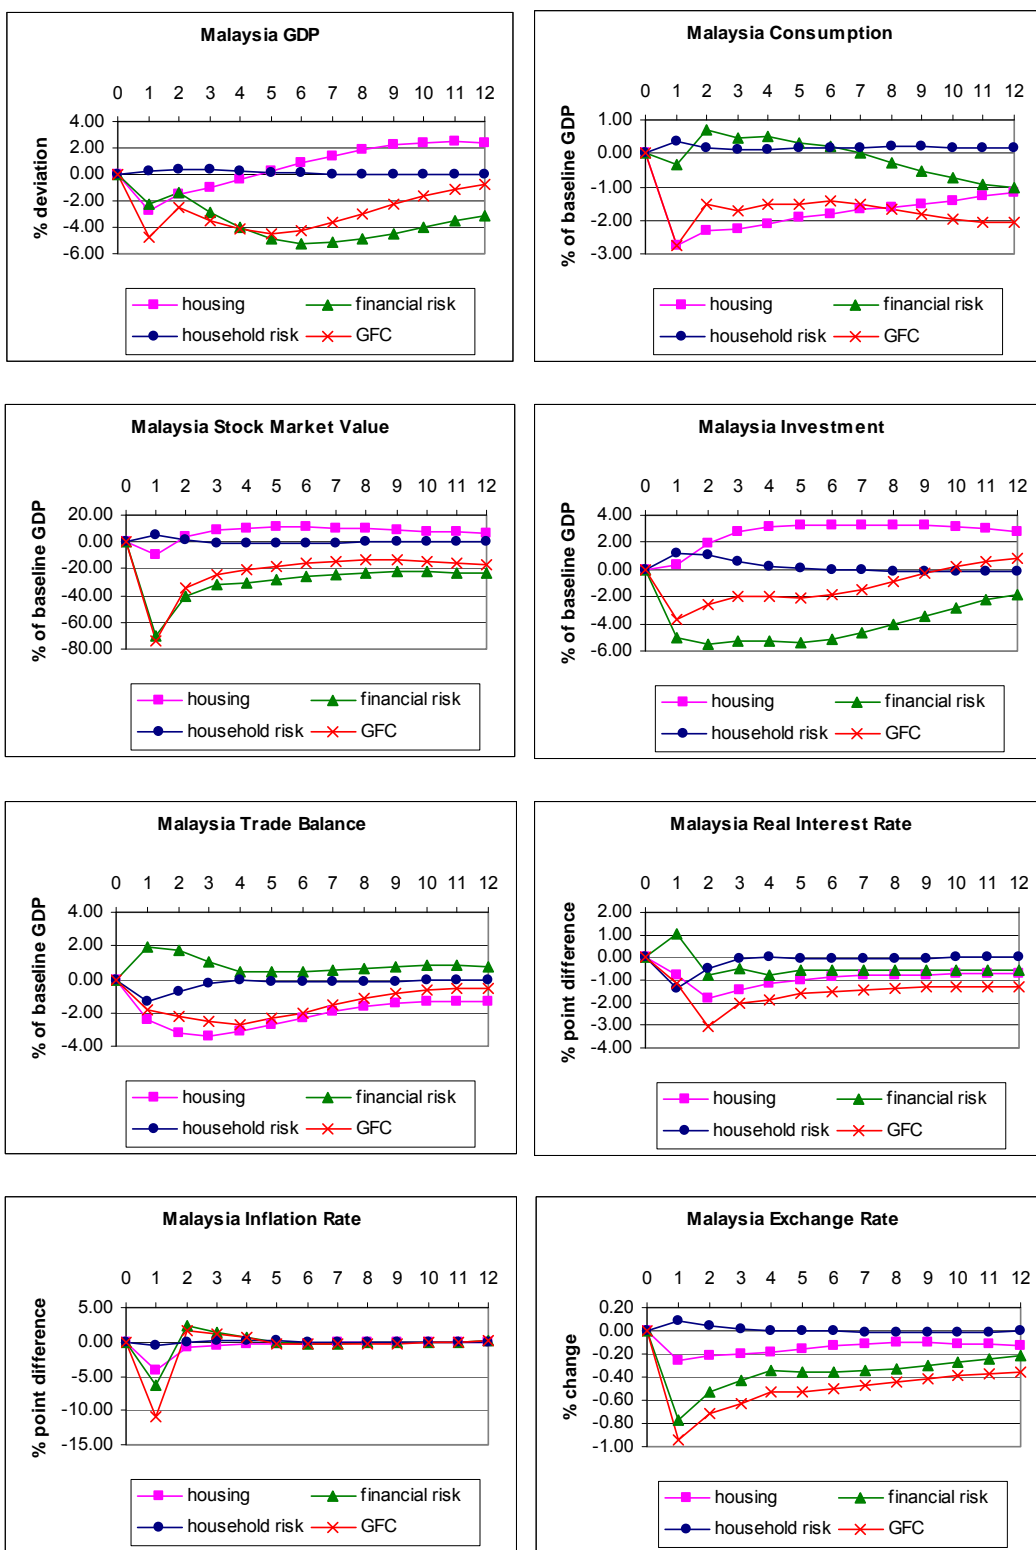 Malaysia GDP
0 1 2 3 4 5 6 7 8 9 10 11 12
4.00
2.00
0.00
-2.00
-4.00
-6.00
% deviation
housing financial risk
household risk GFC
Malaysia Consumption
0 1 2 3 4 5 6 7 8 9 10 11 12
1.00
0.00
-1.00
-2.00
-3.00
% of baseline GDP
housing financial risk
household risk GFC
Malaysia Stock Market Value
0 1 2 3 4 5 6 7 8 9 10 11 12
20.00
0.00
-20.00
-40.00
-60.00
-80.00
% of baseline GDP
housing financial risk
household risk GFC
Malaysia Investment
0 1 2 3 4 5 6 7 8 9 10 11 12
4.00
2.00
0.00
-2.00
-4.00
-6.00
% of baseline GDP
housing financial risk
household risk GFC
Malaysia Trade Balance
0 1 2 3 4 5 6 7 8 9 10 11 12
4.00
2.00
0.00
-2.00
-4.00
% of baseline GDP
housing financial risk
household risk GFC
Malaysia Real Interest Rate
0 1 2 3 4 5 6 7 8 9 10 11 12
2.00
1.00
0.00
-1.00
-2.00
-3.00
-4.00
% point difference
housing financial risk
household risk GFC
Malaysia Inflation Rate
0 1 2 3 4 5 6 7 8 9 10 11 12
5.00
0.00
-5.00
-10.00
-15.00
% point difference
housing financial risk
household risk GFC
Malaysia Exchange Rate
0 1 2 3 4 5 6 7 8 9 10 11 12
0.20
0.00
-0.20
-0.40
-0.60
-0.80
-1.00
% change
housing financial risk
household risk GFC